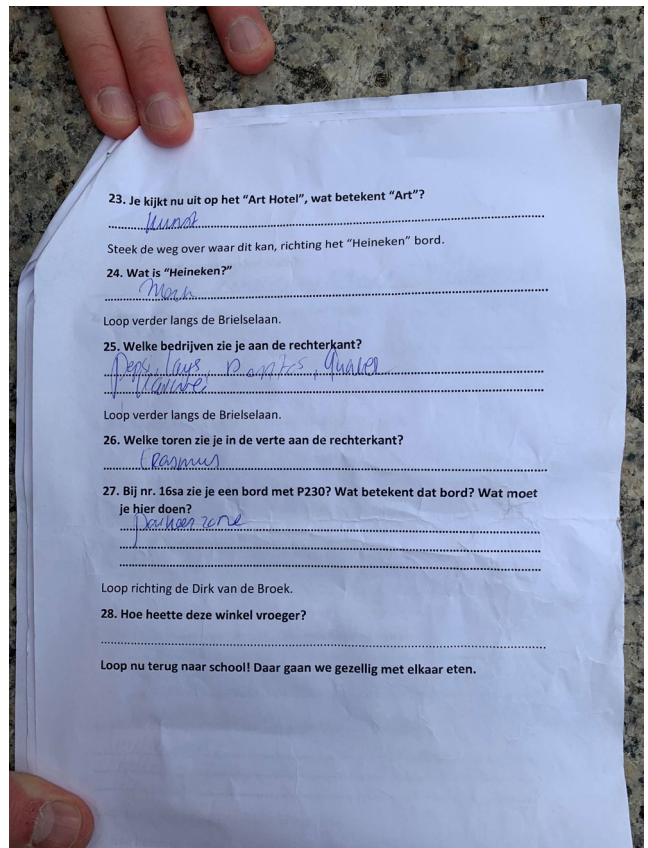 23. Je kijkt nu uit op het “Art Hotel”, wat betekent “Art”?
kunst
Steek de weg over waar dit kan, richting het “Heineken” bord.
24. Wat is “Heineken?”
Loop verder langs de Brielselaan.
25. Welke bedrijven zie je aan de rechterkant?
Pepsi, lays, Quaker
Loop verder langs de Brielselaan.
26. Welke toren zie je in de verte aan de rechterkant?
Erasmus
27. Bij nr. 16sa zie je een bord met P230? Wat betekent dat bord? Wat moet
je hier doen?
parkeerzone
Loop richting de Dirk van de Broek.
28. Hoe heette deze winkel vroeger?
Loop nu terug naar school! Daar gaan we gezellig met elkaar eten.